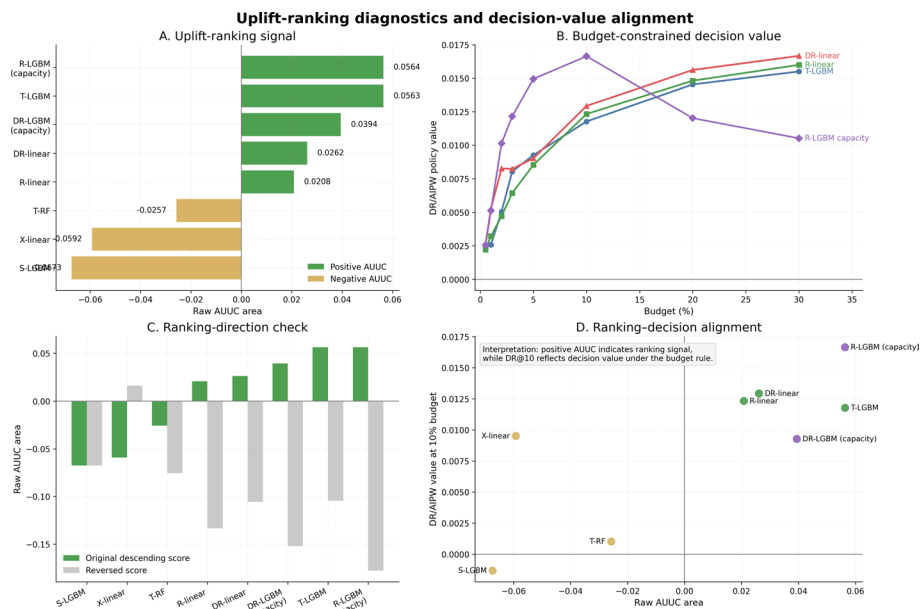 Uplift-ranking diagnostics and decision-value alignment
A. Uplift-ranking signal
R-LGBM
(capacity)
T-LGBM
DR-LGBM
(capacity)
DR-linear
R-linear
T-RF
X-linear
S-LGBM
0.0564
0.0563
0.0394
0.0262
0.0208
-0.0257
-0.0592
Positive AUUC
Negative AUUC
−0.06
−0.04
−0.02
0.00
0.02
0.04
0.06
Raw AUUC area
B. Budget-constrained decision value
DR/AIPW policy value
0.0175
0.0150
0.0125
0.0100
0.0075
0.0050
0.0025
0.0000
DR-linear
R-linear
T-LGBM
R-LGBM capacity
0
5
10
15
20
25
30
35
Budget (%)
C. Ranking-direction check
Raw AUUC area
0.05
0.00
−0.05
−0.10
−0.15
Original descending score
Reversed score
S-LGBM
X-linear
T-RF
R-linear
DR-linear
DR-LGBM
T-LGBM
R-LGBM
D. Ranking–decision alignment
DR/AIPW value at 10% budget
0.0175
0.0150
0.0125
0.0100
0.0075
0.0050
0.0025
0.0000
Interpretation: positive AUUC indicates ranking signal,
while DR@10 reflects decision value under the budget rule.
R-LGBM (capacity)
DR-linear
R-linear
T-LGBM
DR-LGBM (capacity)
X-linear
T-RF
S-LGBM
−0.06
−0.04
−0.02
0.00
0.02
0.04
0.06
Raw AUUC area